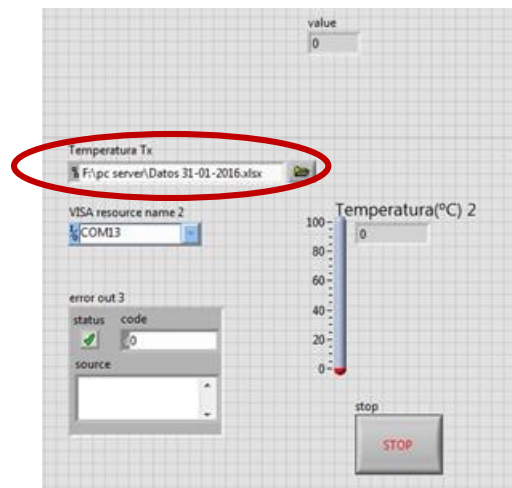 value
0
Temperatura Tx
F:\pc server\Datos 31-01-2016.xlsx
VISA resource name 2
COM13
Temperatura(ºC) 2
0
100
80
60
40
20
0
error out 3
status code
0
source
stop
STOP